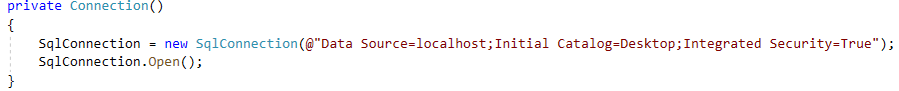 private Connection()
{
SqlConnection = new SqlConnection(@"Data Source=localhost;Initial Catalog=Desktop;Integrated Security=True");
SqlConnection.Open();
}